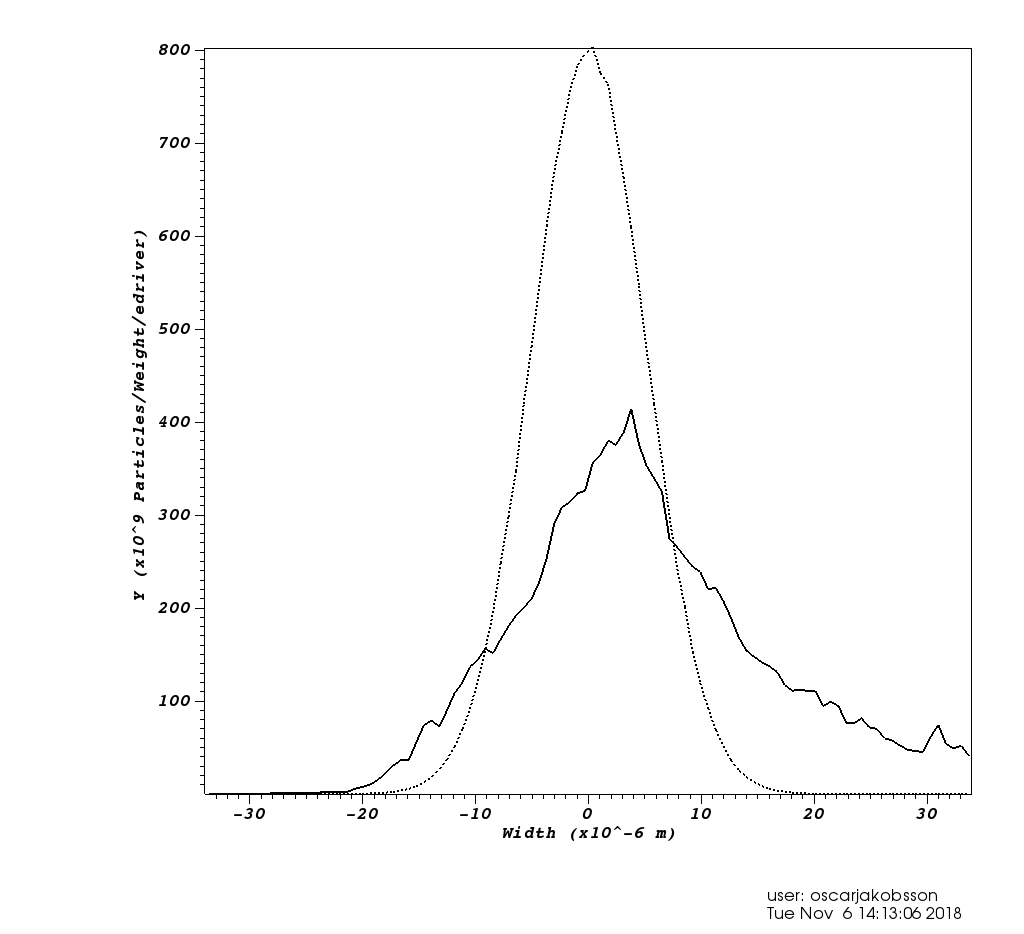 800
700
600
500
400
300
200
100
Y (x10^9 Particles/Weight/edriver)
-30 -20 -10 0 10 20 30
Width (x10^-6 m)
user: oscarjakobsson
Tue Nov 6 14:13:06 2018